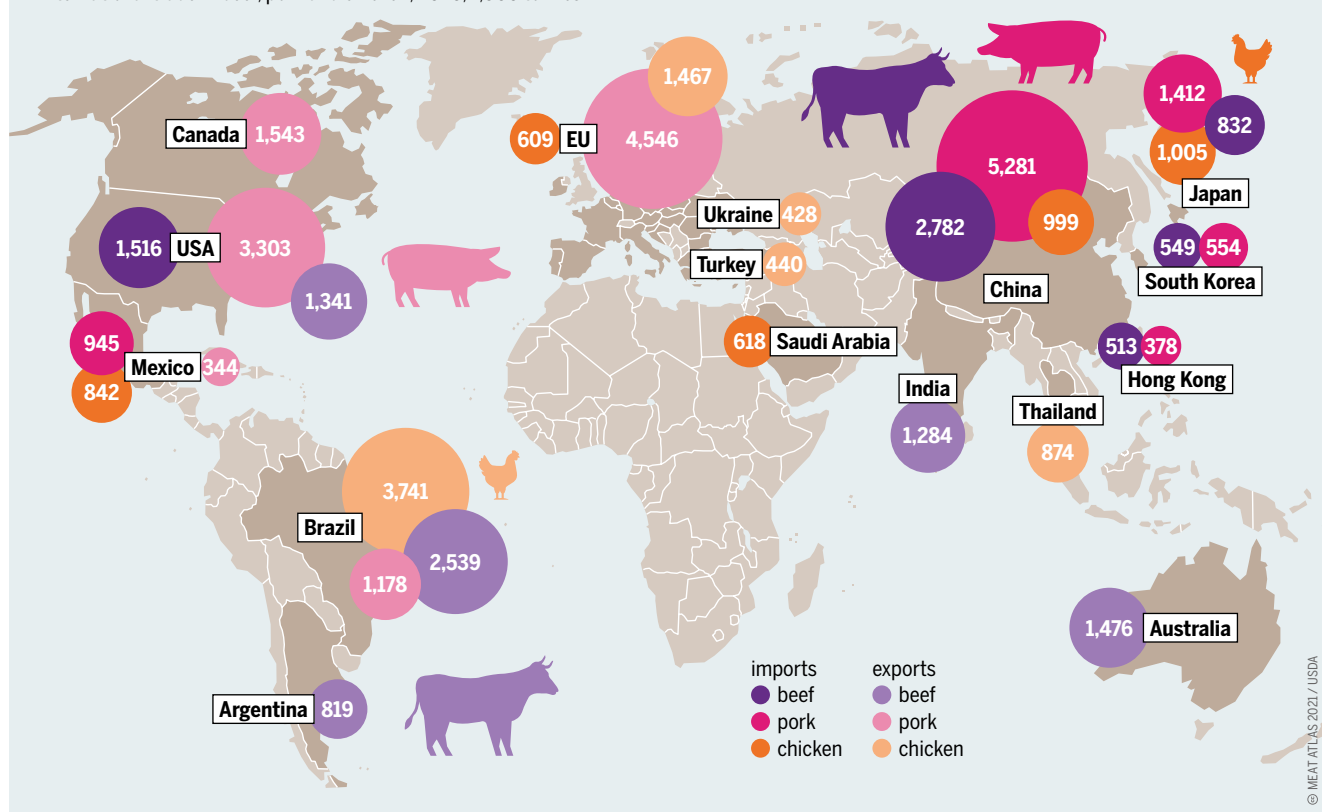 1,467
1,412
Canada
1,543
609
EU
4,546
832
1,005
5,281
Japan
Ukraine
428
2,782
999
1,516
USA
3,303
549
554
Turkey
440
South Korea
China
1,341
945
618
Saudi Arabia
513
378
Mexico
344
Hong Kong
842
India
Thailand
1,284
874
3,741
Brazil
2,539
1,178
1,476
Australia
imports
exports
beef
beef
pork
pork
chicken
chicken
Argentina
819
MEAT ATLAS 2021 / USDA